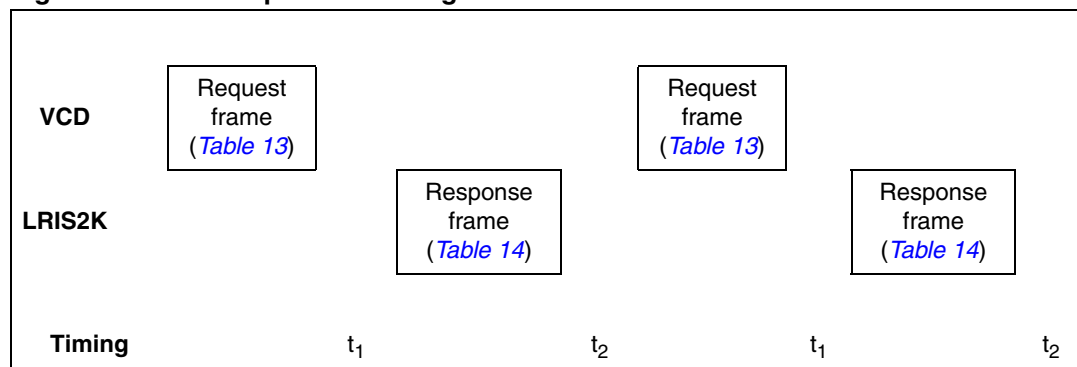 VCD
Request
frame
(Table 13)
Request
frame
(Table 13)
LRIS2K
Response
frame
(Table 14)
Response
frame
(Table 14)
Timing t1 t2 t1 t2